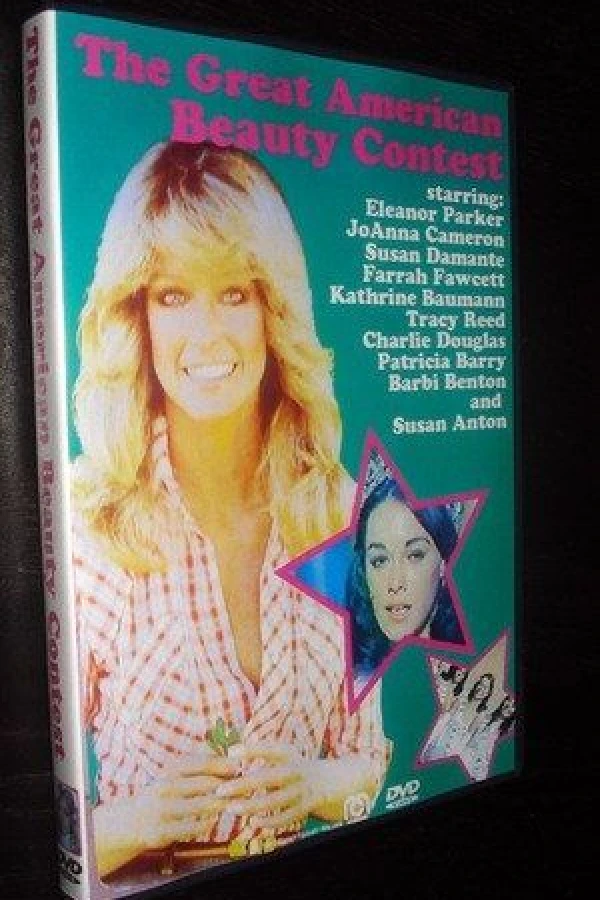 The Great American
Beauty Contest
starring:
Eleanor Parker
JoAnna Cameron
Susan Damante
Farrah Fawcett
Kathrine Baumann
Tracy Reed
Charlie Douglas
Patricia Barry
Barbi Benton
and
Susan Anton
DVD
The Great American Beauty Contest
DVD